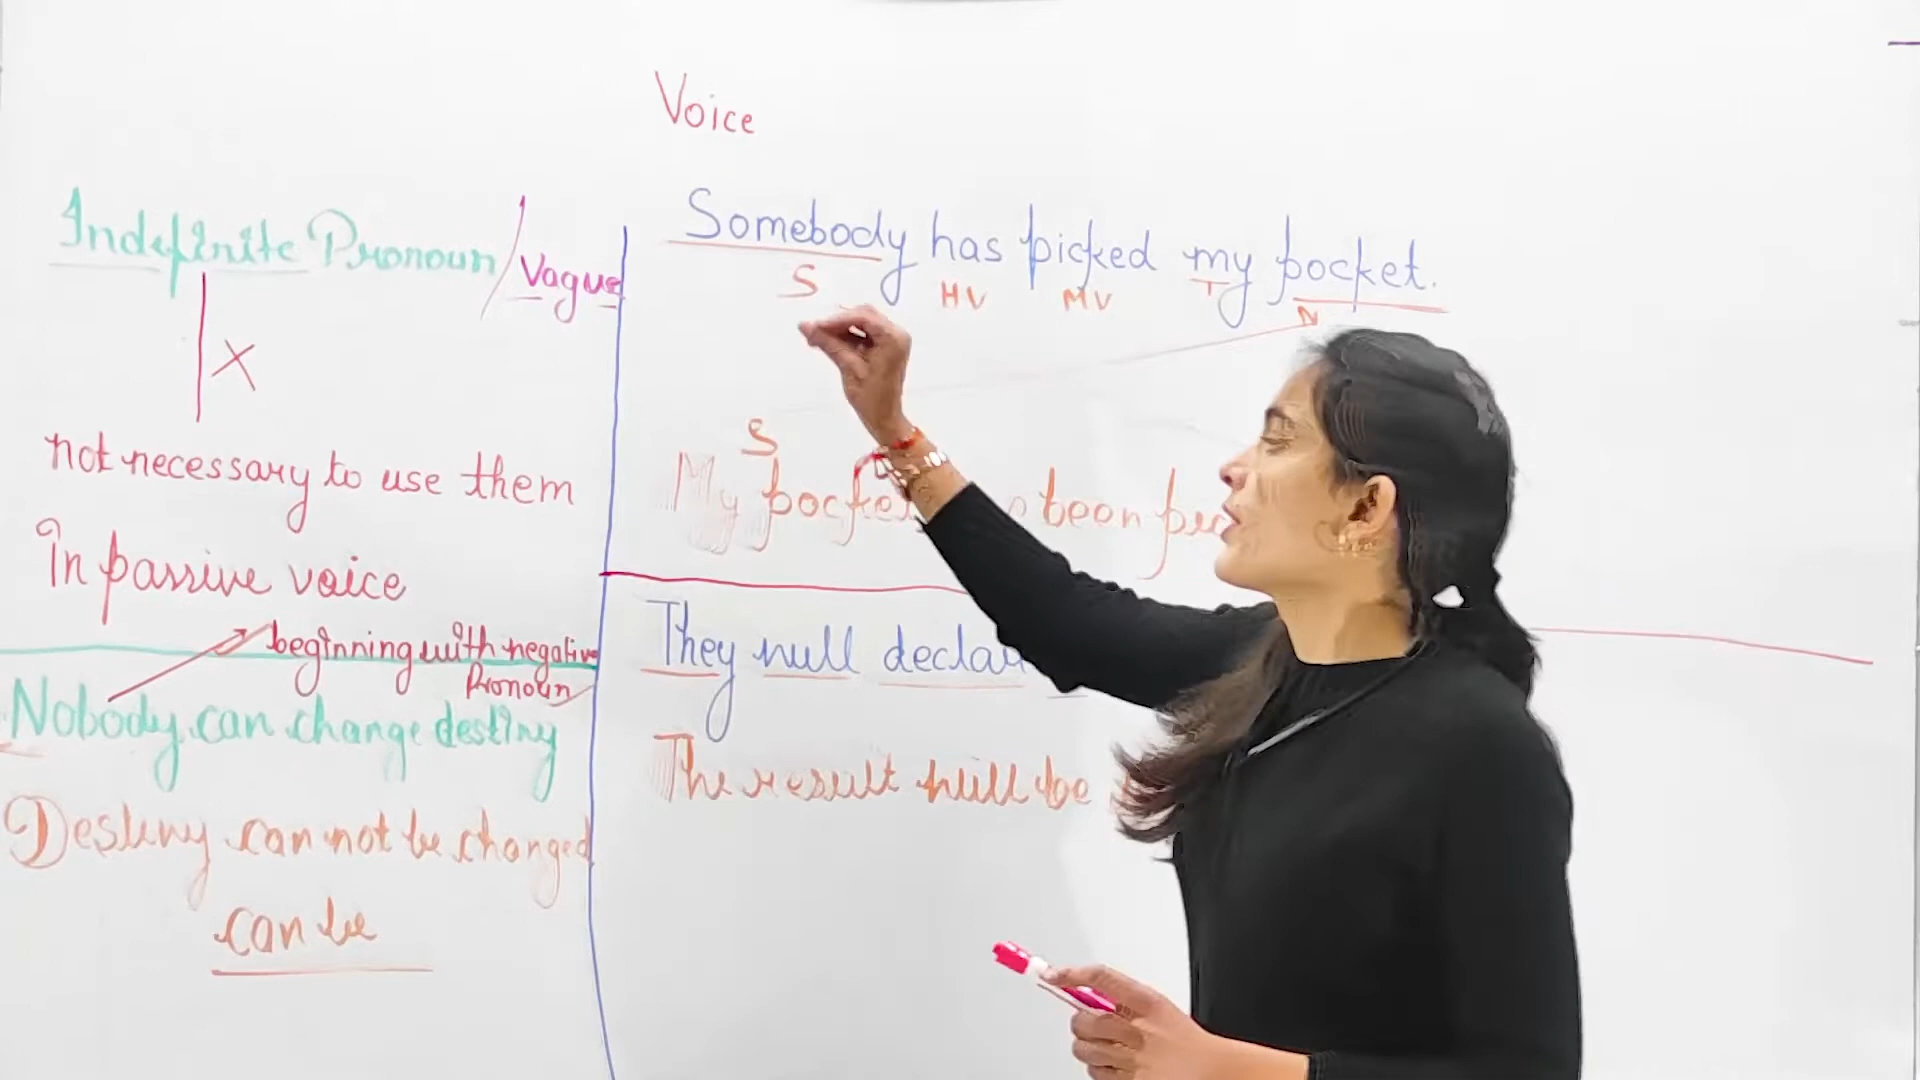 Voice
Indefinite Pronoun / Vague
X
not necessary to use them
In passive voice
beginning with negative
Pronoun
Nobody can change destiny
Destiny can not be changed
can be
Somebody has picked my pocket.
S HV MV T N
S
My been
They will
The result will be